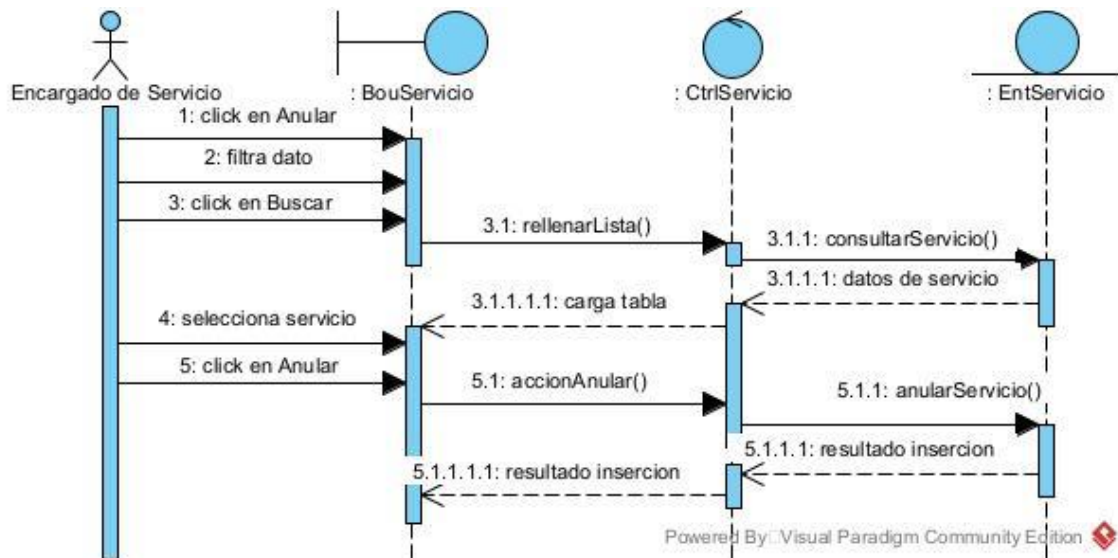 Encargado de Servicio
: BouServicio
: CtrlServicio
: EntServicio
1: click en Anular
2: filtra dato
3: click en Buscar
3.1: rellenarLista()
3.1.1: consultarServicio()
3.1.1.1: datos de servicio
3.1.1.1.1: carga tabla
4: selecciona servicio
5: click en Anular
5.1: accionAnular()
5.1.1: anularServicio()
5.1.1.1: resultado insercion
5.1.1.1.1: resultado insercion
Powered By Visual Paradigm Community Edition